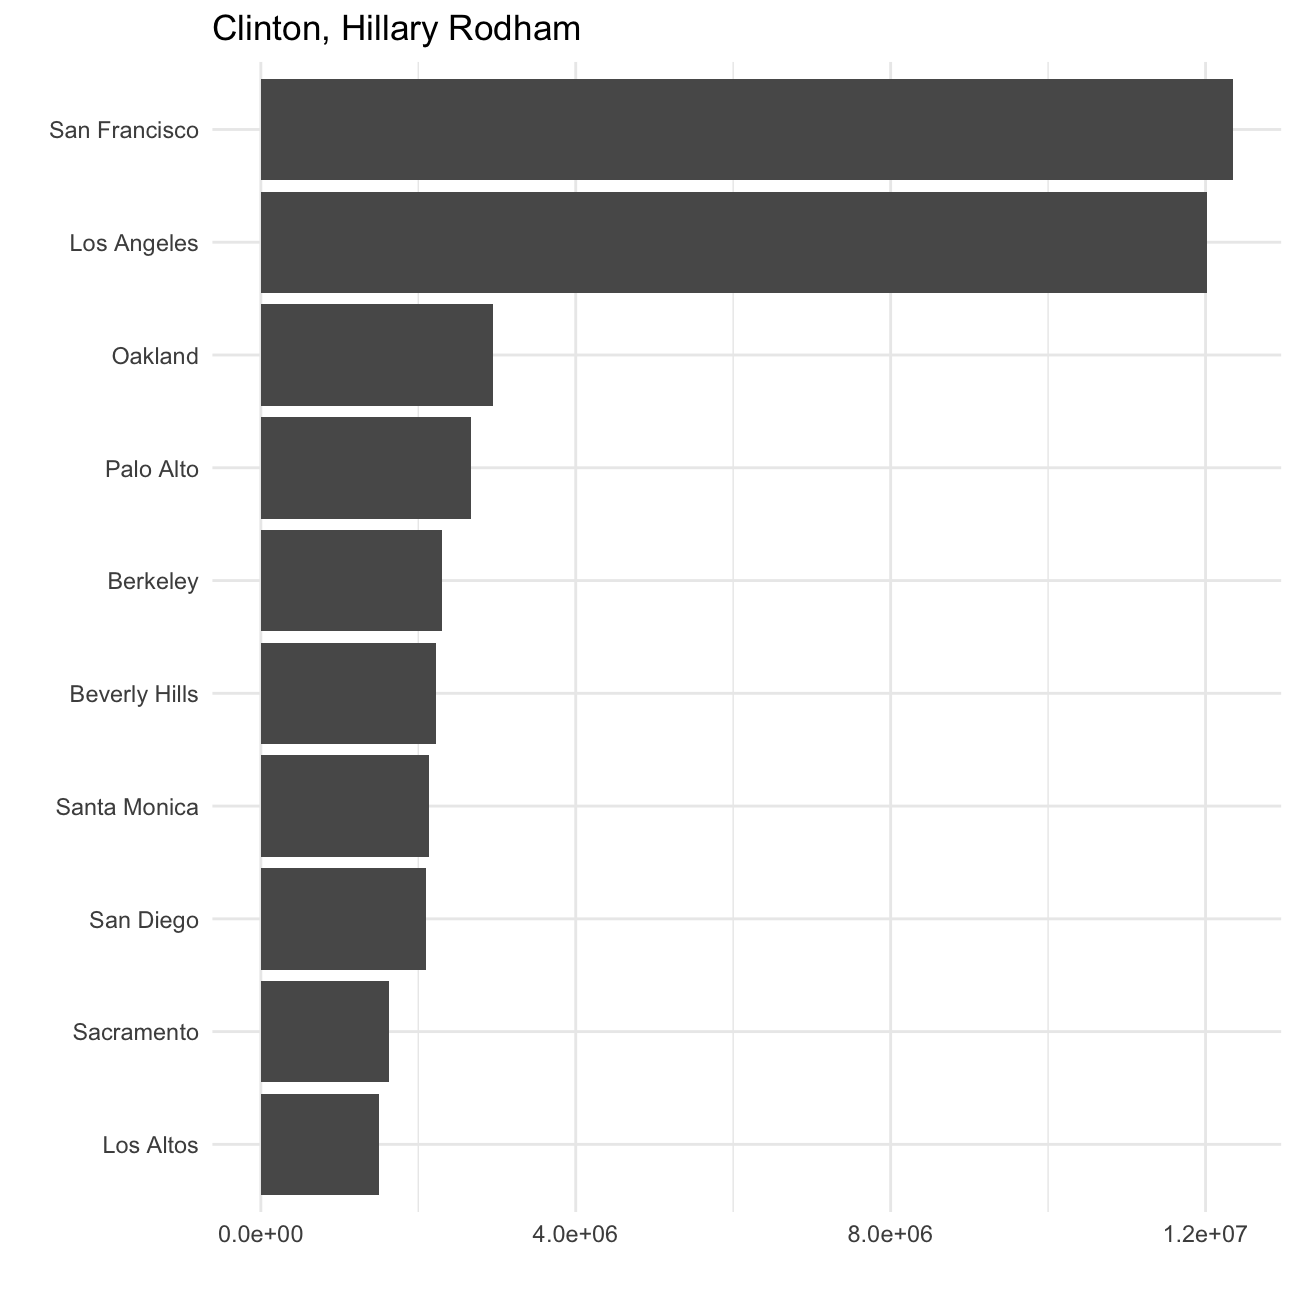 Clinton, Hillary Rodham
San Francisco
Los Angeles
Oakland
Palo Alto
Berkeley
Beverly Hills
Santa Monica
San Diego
Sacramento
Los Altos
0.0e+00 4.0e+06 8.0e+06 1.2e+07